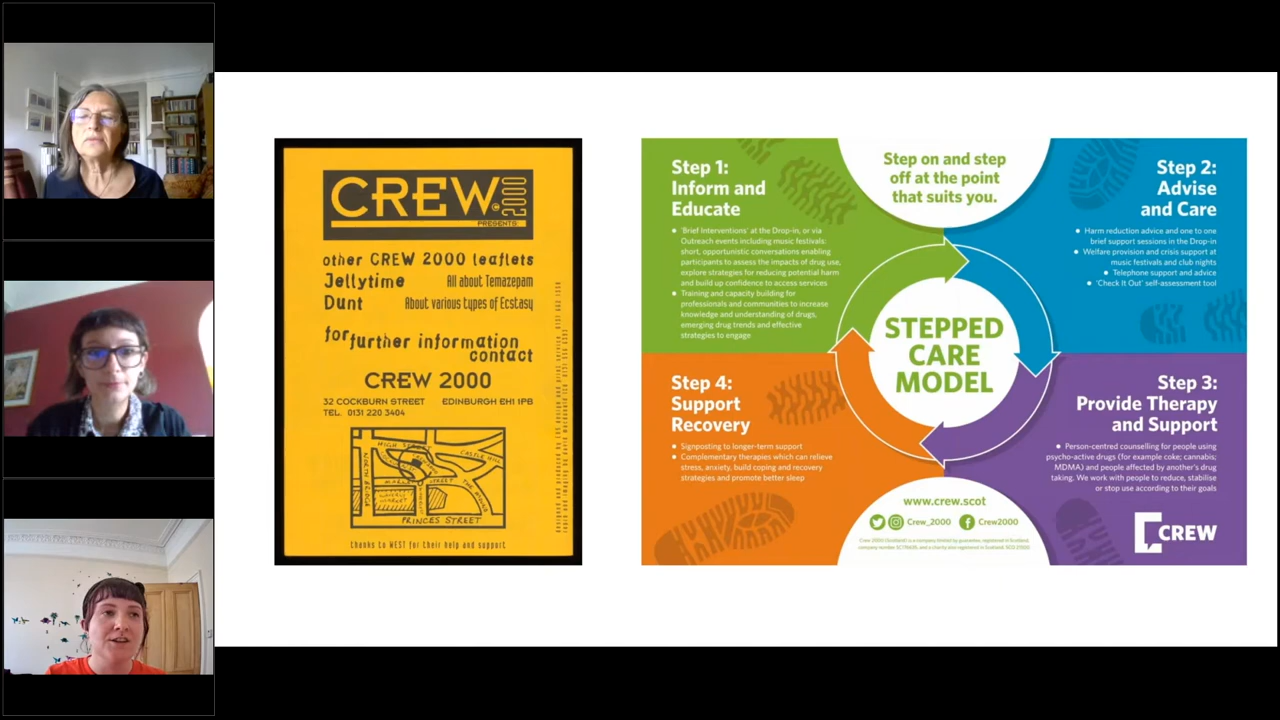 CREW 2000
PRESENTS
other CREW 2000 leaflets
Jellytime All about Temazepam
Dunt About various types of Ecstasy
for further information
contact
CREW 2000
32 COCKBURN STREET EDINBURGH EH1 1PB
TEL. 0131 220 3404
HIGH STREET
CASTLE HILL
MARKET STREET
THE MOUND
PRINCES STREET
thanks to WEST for their help and support
Step on and step
off at the point
that suits you.
Step 1:
Inform and
Educate
● 'Brief Interventions' at the Drop-in, or via
Outreach events including music festivals:
short, opportunistic conversations enabling
participants to assess the impacts of drug use,
explore strategies for reducing potential harm
and build up confidence to access services
● Training and capacity building for
professionals and communities to increase
knowledge and understanding of drugs,
emerging drug trends and effective
strategies to engage
Step 2:
Advise
and Care
● Harm reduction advice and one to one
brief support sessions in the Drop-in
● Welfare provision and crisis support at
music festivals and club nights
● Telephone support and advice
● 'Check It Out' self-assessment tool
STEPPED
CARE
MODEL
Step 4:
Support
Recovery
● Signposting to longer-term support
● Complementary therapies which can relieve
stress, anxiety, build coping and recovery
strategies and promote better sleep
Step 3:
Provide Therapy
and Support
● Person-centred counselling for people using
psycho-active drugs (for example coke; cannabis;
MDMA) and people affected by another's drug
taking. We work with people to reduce, stabilise
or stop use according to their goals
www.crew.scot
Crew_2000 Crew2000
CREW